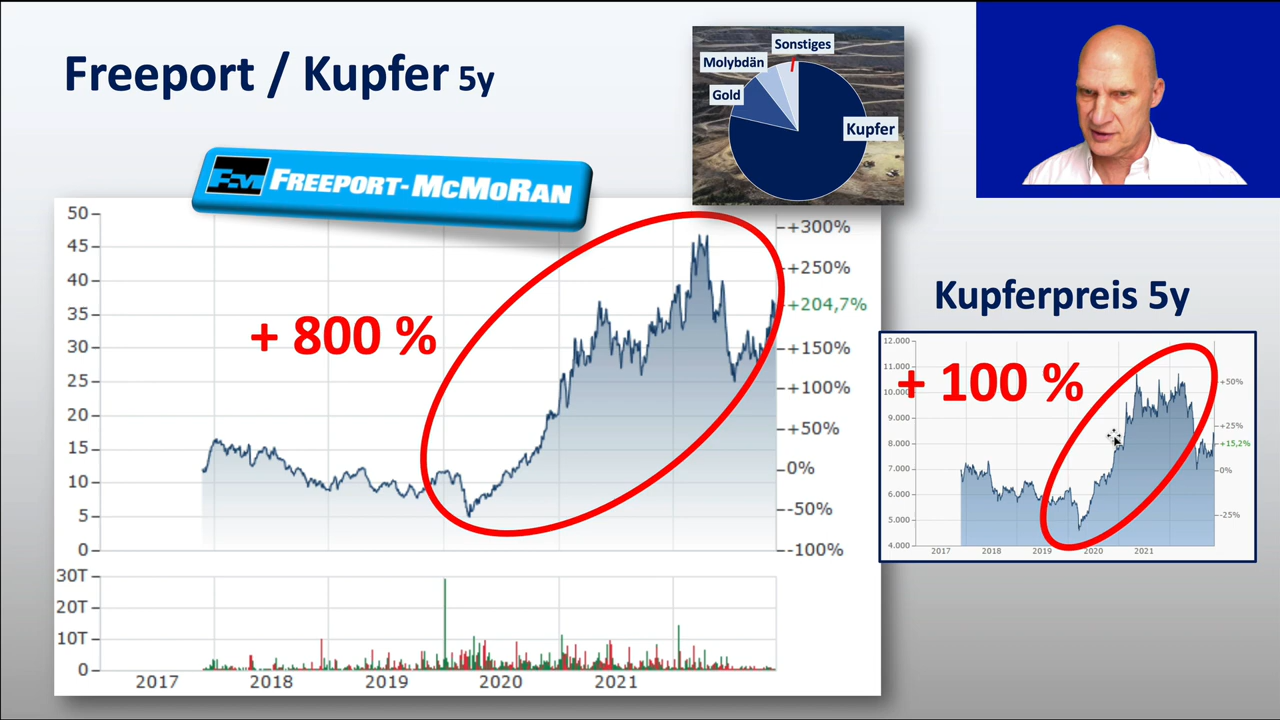 Freeport / Kupfer 5y
Sonstiges
Molybdän
Gold
Kupfer
FM FREEPORT-MCMORAN
50
45
40
35
30
25
20
15
10
5
0
+ 800 %
+300%
+250%
+204,7%
+150%
+100%
+50%
+0%
-50%
-100%
30T
20T
10T
0
2017 2018 2019 2020 2021
Kupferpreis 5y
12.000
11.000
10.000
9.000
8.000
7.000
6.000
5.000
4.000
+ 100 %
+50%
+25%
+15,2%
+0%
-25%
2017 2018 2019 2020 2021